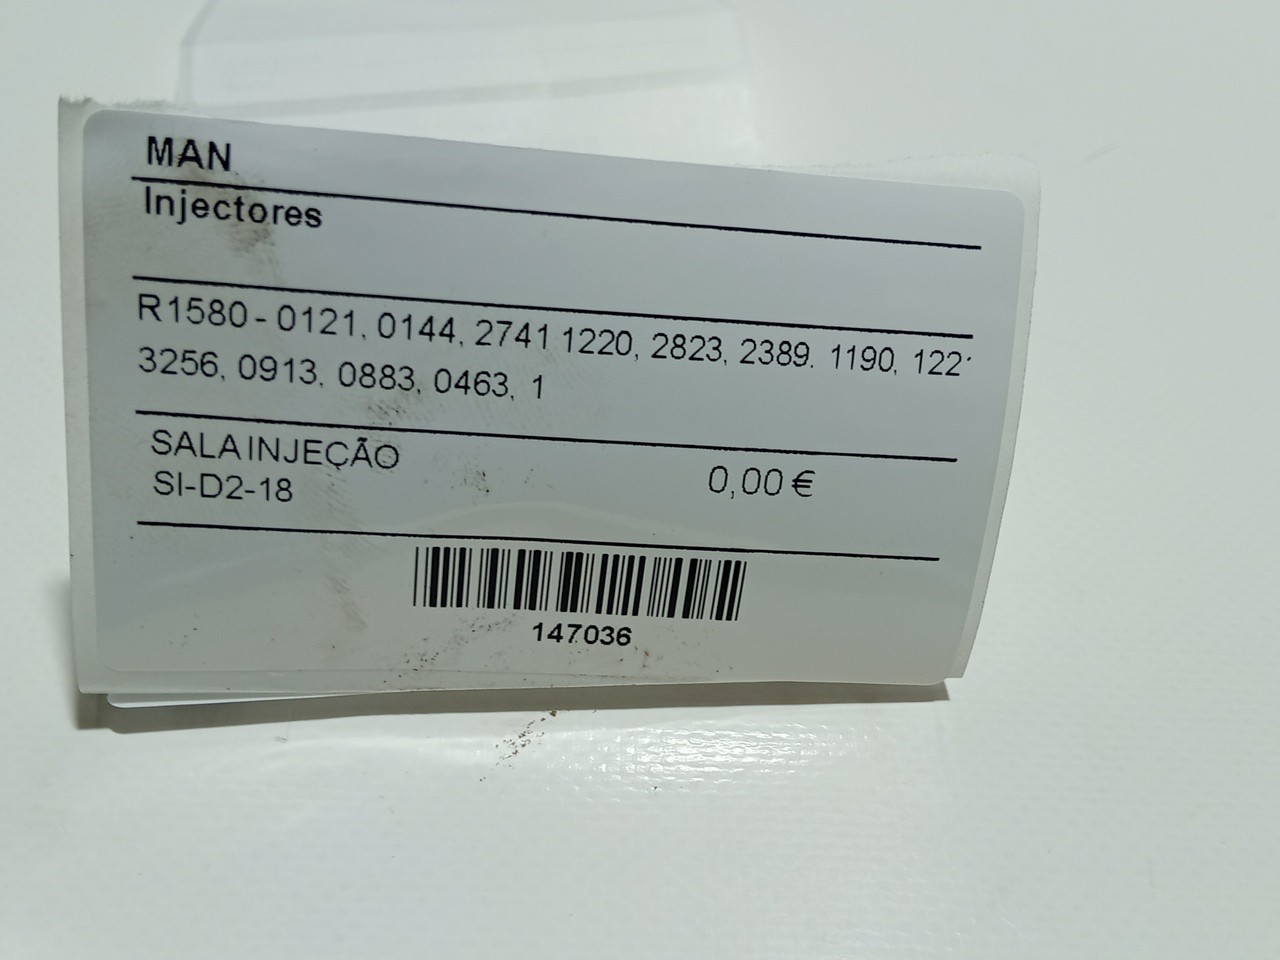 MAN
Injectores
R1580 - 0121, 0144, 2741 1220, 2823, 2389. 1190, 122
3256, 0913, 0883, 0463, 1
SALA INJEÇÃO
SI-D2-18
0,00 €
147036